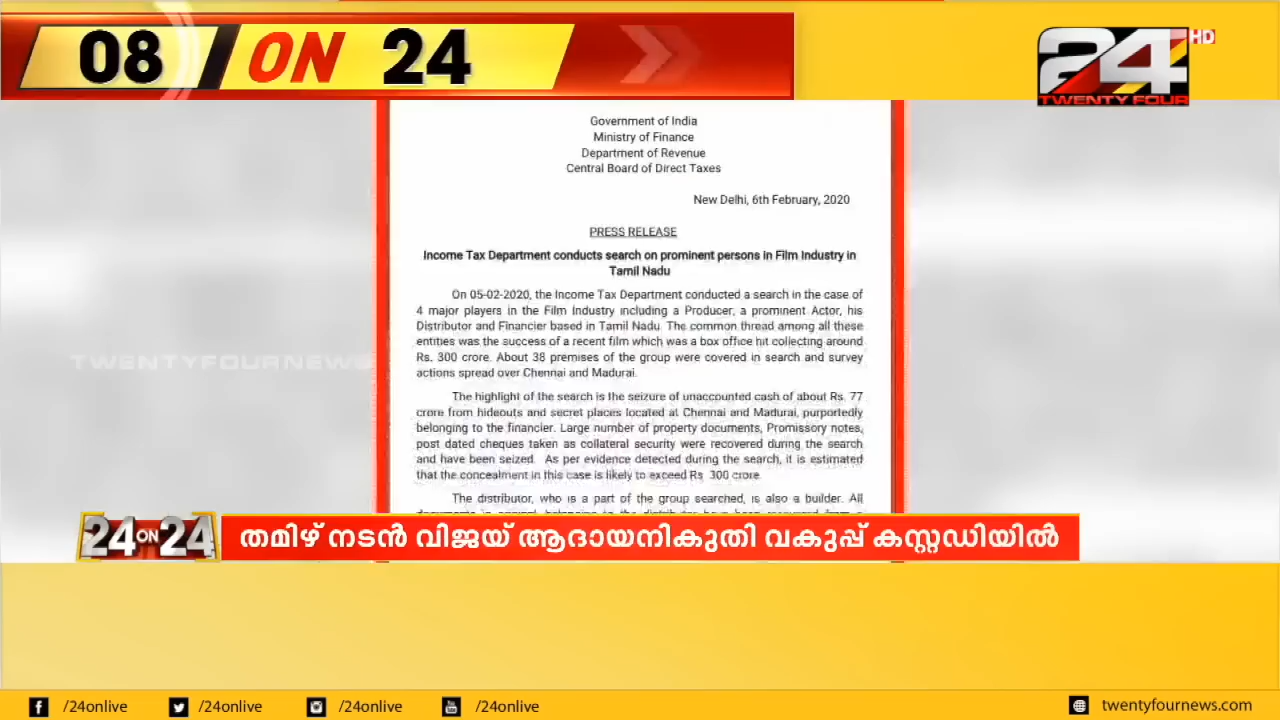 08 ON 24
24 HD
TWENTY FOUR
Government of India
Ministry of Finance
Department of Revenue
Central Board of Direct Taxes
New Delhi, 6th February, 2020
PRESS RELEASE
Income Tax Department conducts search on prominent persons in Film Industry in
Tamil Nadu
On 05-02-2020, the Income Tax Department conducted a search in the case of
4 major players in the Film Industry including a Producer, a prominent Actor, his
Distributor and Financier based in Tamil Nadu. The common thread among all these
entities was the success of a recent film which was a box office hit collecting around
Rs. 300 crore. About 38 premises of the group were covered in search and survey
actions spread over Chennai and Madurai.
TWENTYFOURNEWS
The highlight of the search is the seizure of unaccounted cash of about Rs. 77
crore from hideouts and secret places located at Chennai and Madurai, purportedly
belonging to the financier. Large number of property documents, Promissory notes,
post dated cheques taken as collateral security were recovered during the search
and have been seized. As per evidence detected during the search, it is estimated
that the concealment in this case is likely to exceed Rs 300 crore.
The distributor, who is a part of the group searched, is also a builder. All
24 ON 24
തമിഴ് നടൻ വിജയ് ആദായനികുതി വകുപ്പ് കസ്റ്റഡിയിൽ
/24onlive /24onlive /24onlive /24onlive twentyfournews.com